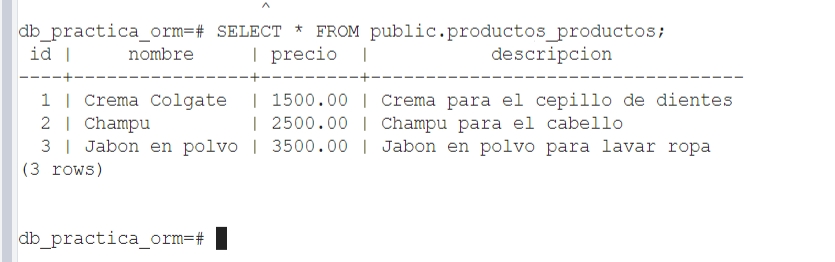 ^
db_practica_orm=# SELECT * FROM public.productos_productos;
 id |     nombre     | precio  |           descripcion
----+----------------+---------+----------------------------------
  1 | Crema Colgate  | 1500.00 | Crema para el cepillo de dientes
  2 | Champu         | 2500.00 | Champu para el cabello
  3 | Jabon en polvo | 3500.00 | Jabon en polvo para lavar ropa
(3 rows)
db_practica_orm=#